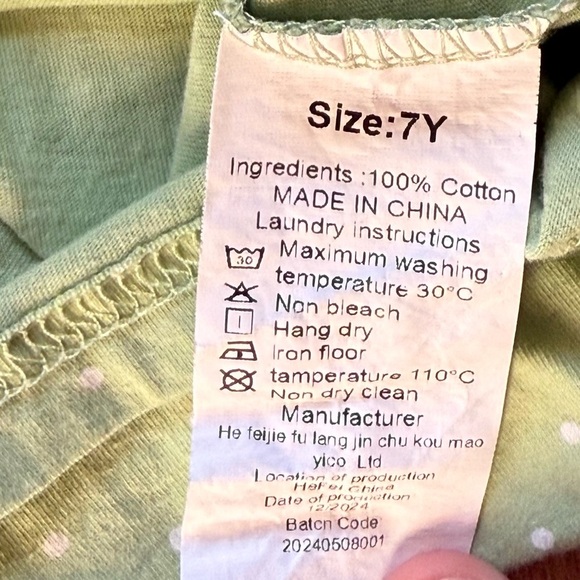 Size:7Y
Ingredients :100% Cotton
MADE IN CHINA
Laundry instructions
30
Maximum washing
temperature 30°C
Non bleach
Hang dry
Iron floor
tamperature 110°C
Non dry clean
Manufacturer
He feijie fu lang jin chu kou mao
yico Ltd
Location of production
HeFei China
Date of production
12/2024
Batch Code
20240508001